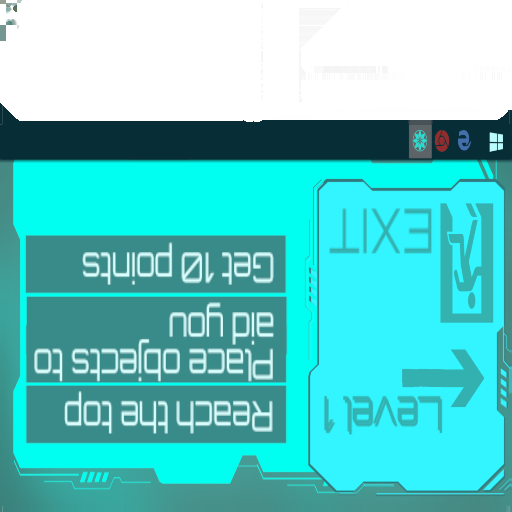 Level 1
EXIT
Reach the top
Place objects to
aid you
Get 10 points